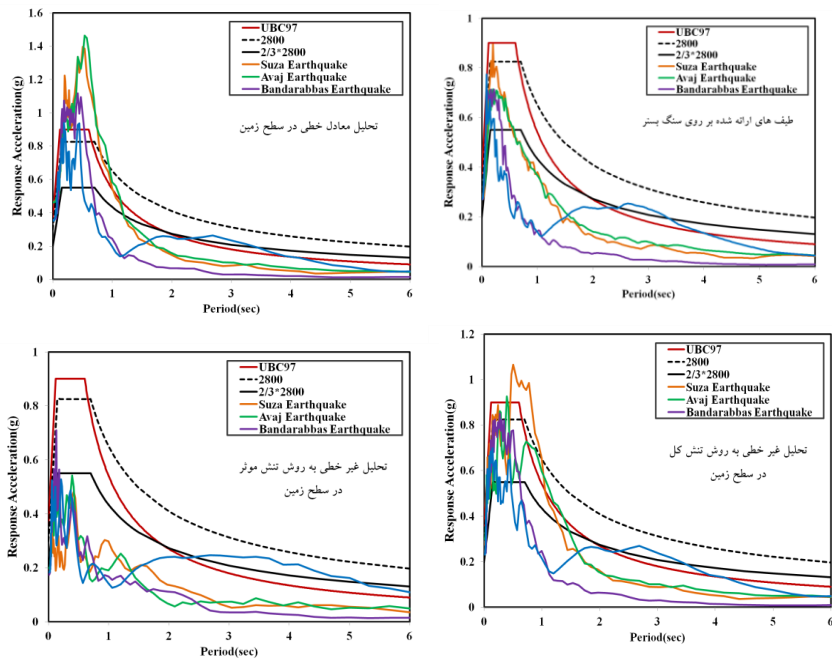 1.6
1.4
1.2
1
0.8
0.6
0.4
0.2
0
Response Acceleration(g)
UBC97
2800
2/3*2800
Suza Earthquake
Avaj Earthquake
Bandarabbas Earthquake
تحلیل معادل خطی در سطح زمین
0 1 2 3 4 5 6
Period(sec)
1
0.8
0.6
0.4
0.2
0
Response Acceleration(g)
UBC97
2800
2/3*2800
Suza Earthquake
Avaj Earthquake
Bandarabbas Earthquake
طیف های ارائه شده بر روی سنگ بستر
0 1 2 3 4 5 6
Period(sec)
1
0.8
0.6
0.4
0.2
0
Response Acceleration(g)
UBC97
2800
2/3*2800
Suza Earthquake
Avaj Earthquake
Bandarabbas Earthquake
تحلیل غیر خطی به روش تنش موثر
در سطح زمین
0 1 2 3 4 5 6
Period(sec)
1.2
1
0.8
0.6
0.4
0.2
0
Response Acceleration(g)
UBC97
2800
2/3*2800
Suza Earthquake
Avaj Earthquake
Bandarabbas Earthquake
تحلیل غیر خطی به روش تنش کل
در سطح زمین
0 1 2 3 4 5 6
Period(sec)